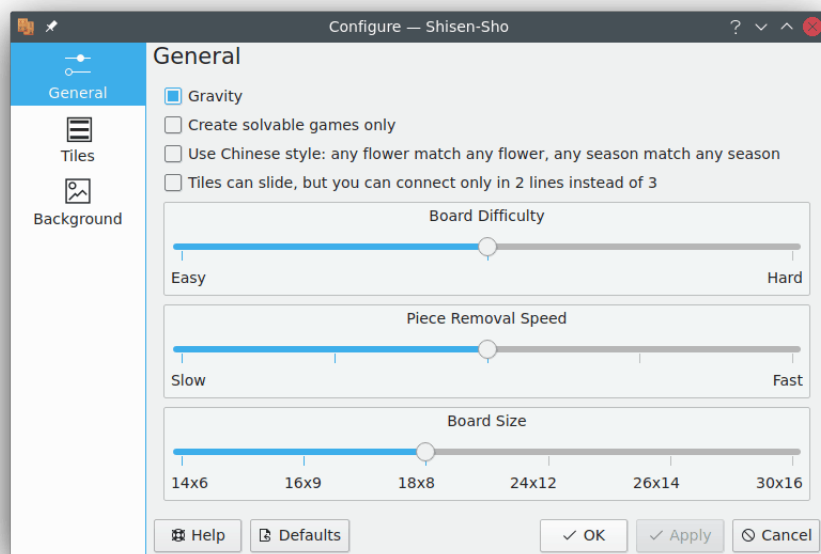 Configure — Shisen-Sho
General
Tiles
Background
General
Gravity
Create solvable games only
Use Chinese style: any flower match any flower, any season match any season
Tiles can slide, but you can connect only in 2 lines instead of 3
Board Difficulty
Easy Hard
Piece Removal Speed
Slow Fast
Board Size
14x6 16x9 18x8 24x12 26x14 30x16
Help Defaults OK Apply Cancel